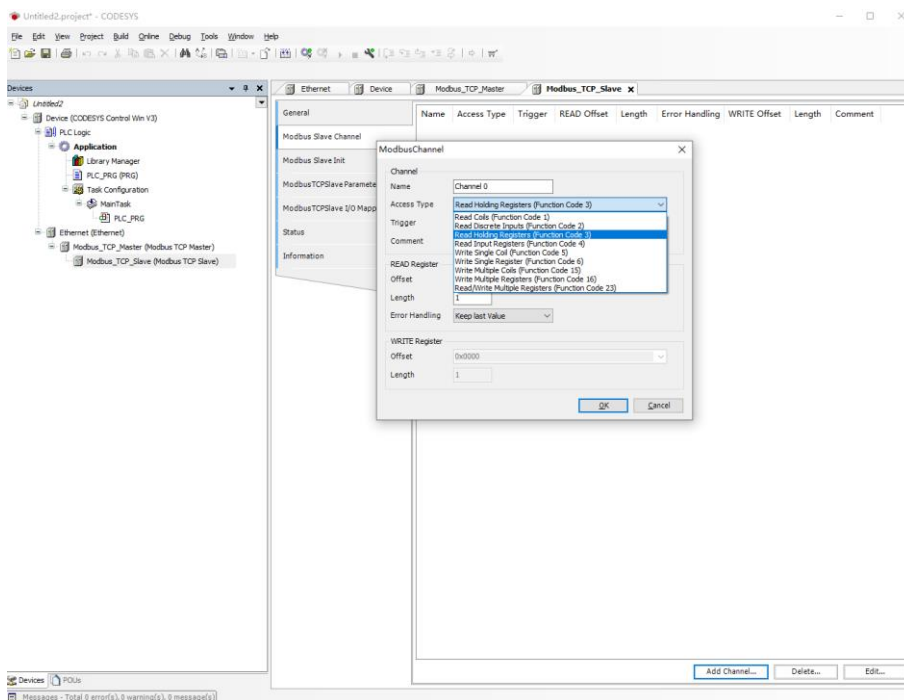 Untitled2.project* - CODESYS
File Edit View Project Build Online Debug Tools Window Help
Devices
Untitled2
Device (CODESYS Control Win V3)
PLC Logic
Application
Library Manager
PLC_PRG (PRG)
Task Configuration
MainTask
PLC_PRG
Ethernet (Ethernet)
Modbus_TCP_Master (Modbus TCP Master)
Modbus_TCP_Slave (Modbus TCP Slave)
Devices POUs
Messages - Total 0 error(s), 0 warning(s), 0 message(s)
Ethernet Device Modbus_TCP_Master Modbus_TCP_Slave
General
Modbus Slave Channel
Modbus Slave Init
ModbusTCPSlave Paramete
ModbusTCPSlave I/O Mapp
Status
Information
Name Access Type Trigger READ Offset Length Error Handling WRITE Offset Length Comment
ModbusChannel
Channel
Name Channel 0
Access Type Read Holding Registers (Function Code 3)
Read Coils (Function Code 1)
Read Discrete Inputs (Function Code 2)
Read Holding Registers (Function Code 3)
Read Input Registers (Function Code 4)
Write Single Coil (Function Code 5)
Write Single Register (Function Code 6)
Write Multiple Coils (Function Code 15)
Write Multiple Registers (Function Code 16)
Read/Write Multiple Registers (Function Code 23)
Trigger
Comment
READ Register
Offset
Length 1
Error Handling Keep last Value
WRITE Register
Offset 0x0000
Length 1
OK Cancel
Add Channel... Delete... Edit...